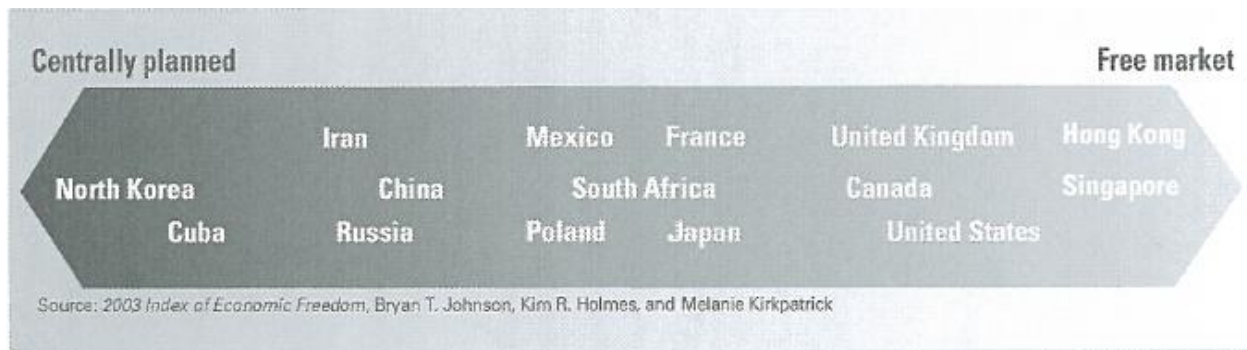 Centrally planned Free market
Iran Mexico France United Kingdom Hong Kong
North Korea China South Africa Canada Singapore
Cuba Russia Poland Japan United States
Source: 2003 Index of Economic Freedom, Bryan T. Johnson, Kim R. Holmes, and Melanie Kirkpatrick